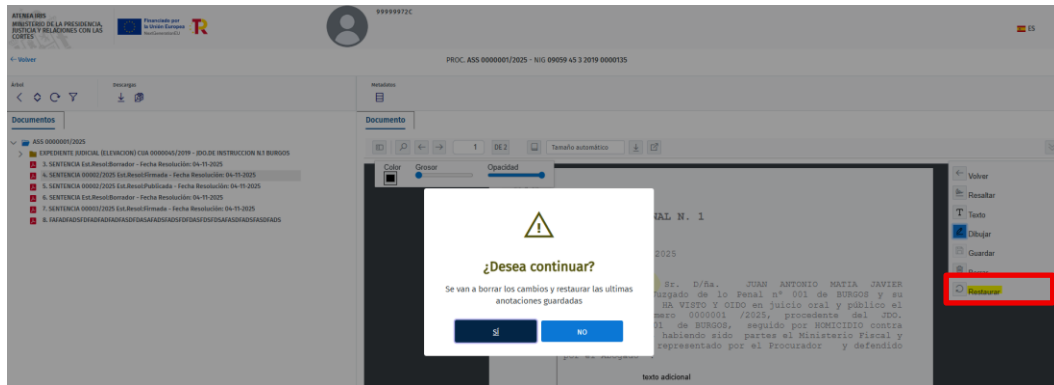 ATENEA IRIS
MINISTERIO DE LA PRESIDENCIA,
JUSTICIA Y RELACIONES CON LAS
CORTES
Financiado por
la Unión Europea
NextGenerationEU
99999972C
ES
← Volver
PROC. ASS 0000001/2025 - NIG 09059 45 3 2019 0000135
Árbol
Descargas
Metadatos
Documentos
Documento
ASS 0000001/2025
EXPEDIENTE JUDICIAL (ELEVACION) CUA 0000040/2019 - JDO.DE INSTRUCCION N.1 BURGOS
3. SENTENCIA Est.Resol:Borrador - Fecha Resolución: 04-11-2025
4. SENTENCIA 00002/2025 Est.Resol:Firmada - Fecha Resolución: 04-11-2025
5. SENTENCIA 00002/2025 Est.Resol:Publicada - Fecha Resolución: 04-11-2025
6. SENTENCIA Est.Resol:Borrador - Fecha Resolución: 04-11-2025
7. SENTENCIA 00003/2025 Est.Resol:Firmada - Fecha Resolución: 04-11-2025
1 DE 2
Tamaño automático
Color Grosor Opacidad
Volver
Resaltar
Texto
Dibujar
Guardar
Borrar
Restaurar
¿Desea continuar?
Se van a borrar los cambios y restaurar las ultimas
anotaciones guardadas
SÍ
NO
NAL N. 1
2025
Sr. D/ña. JUAN ANTONIO MATIA JAVIER
Juzgado de lo Penal nº 001 de BURGOS y su
HA VISTO Y OIDO en juicio oral y público el
mero 0000001 /2025, procedente del JDO.
01 de BURGOS, seguido por HOMICIDIO contra
habiendo sido partes el Ministerio Fiscal y
representado por el Procurador y defendido
por el Abogado .
texto adicional